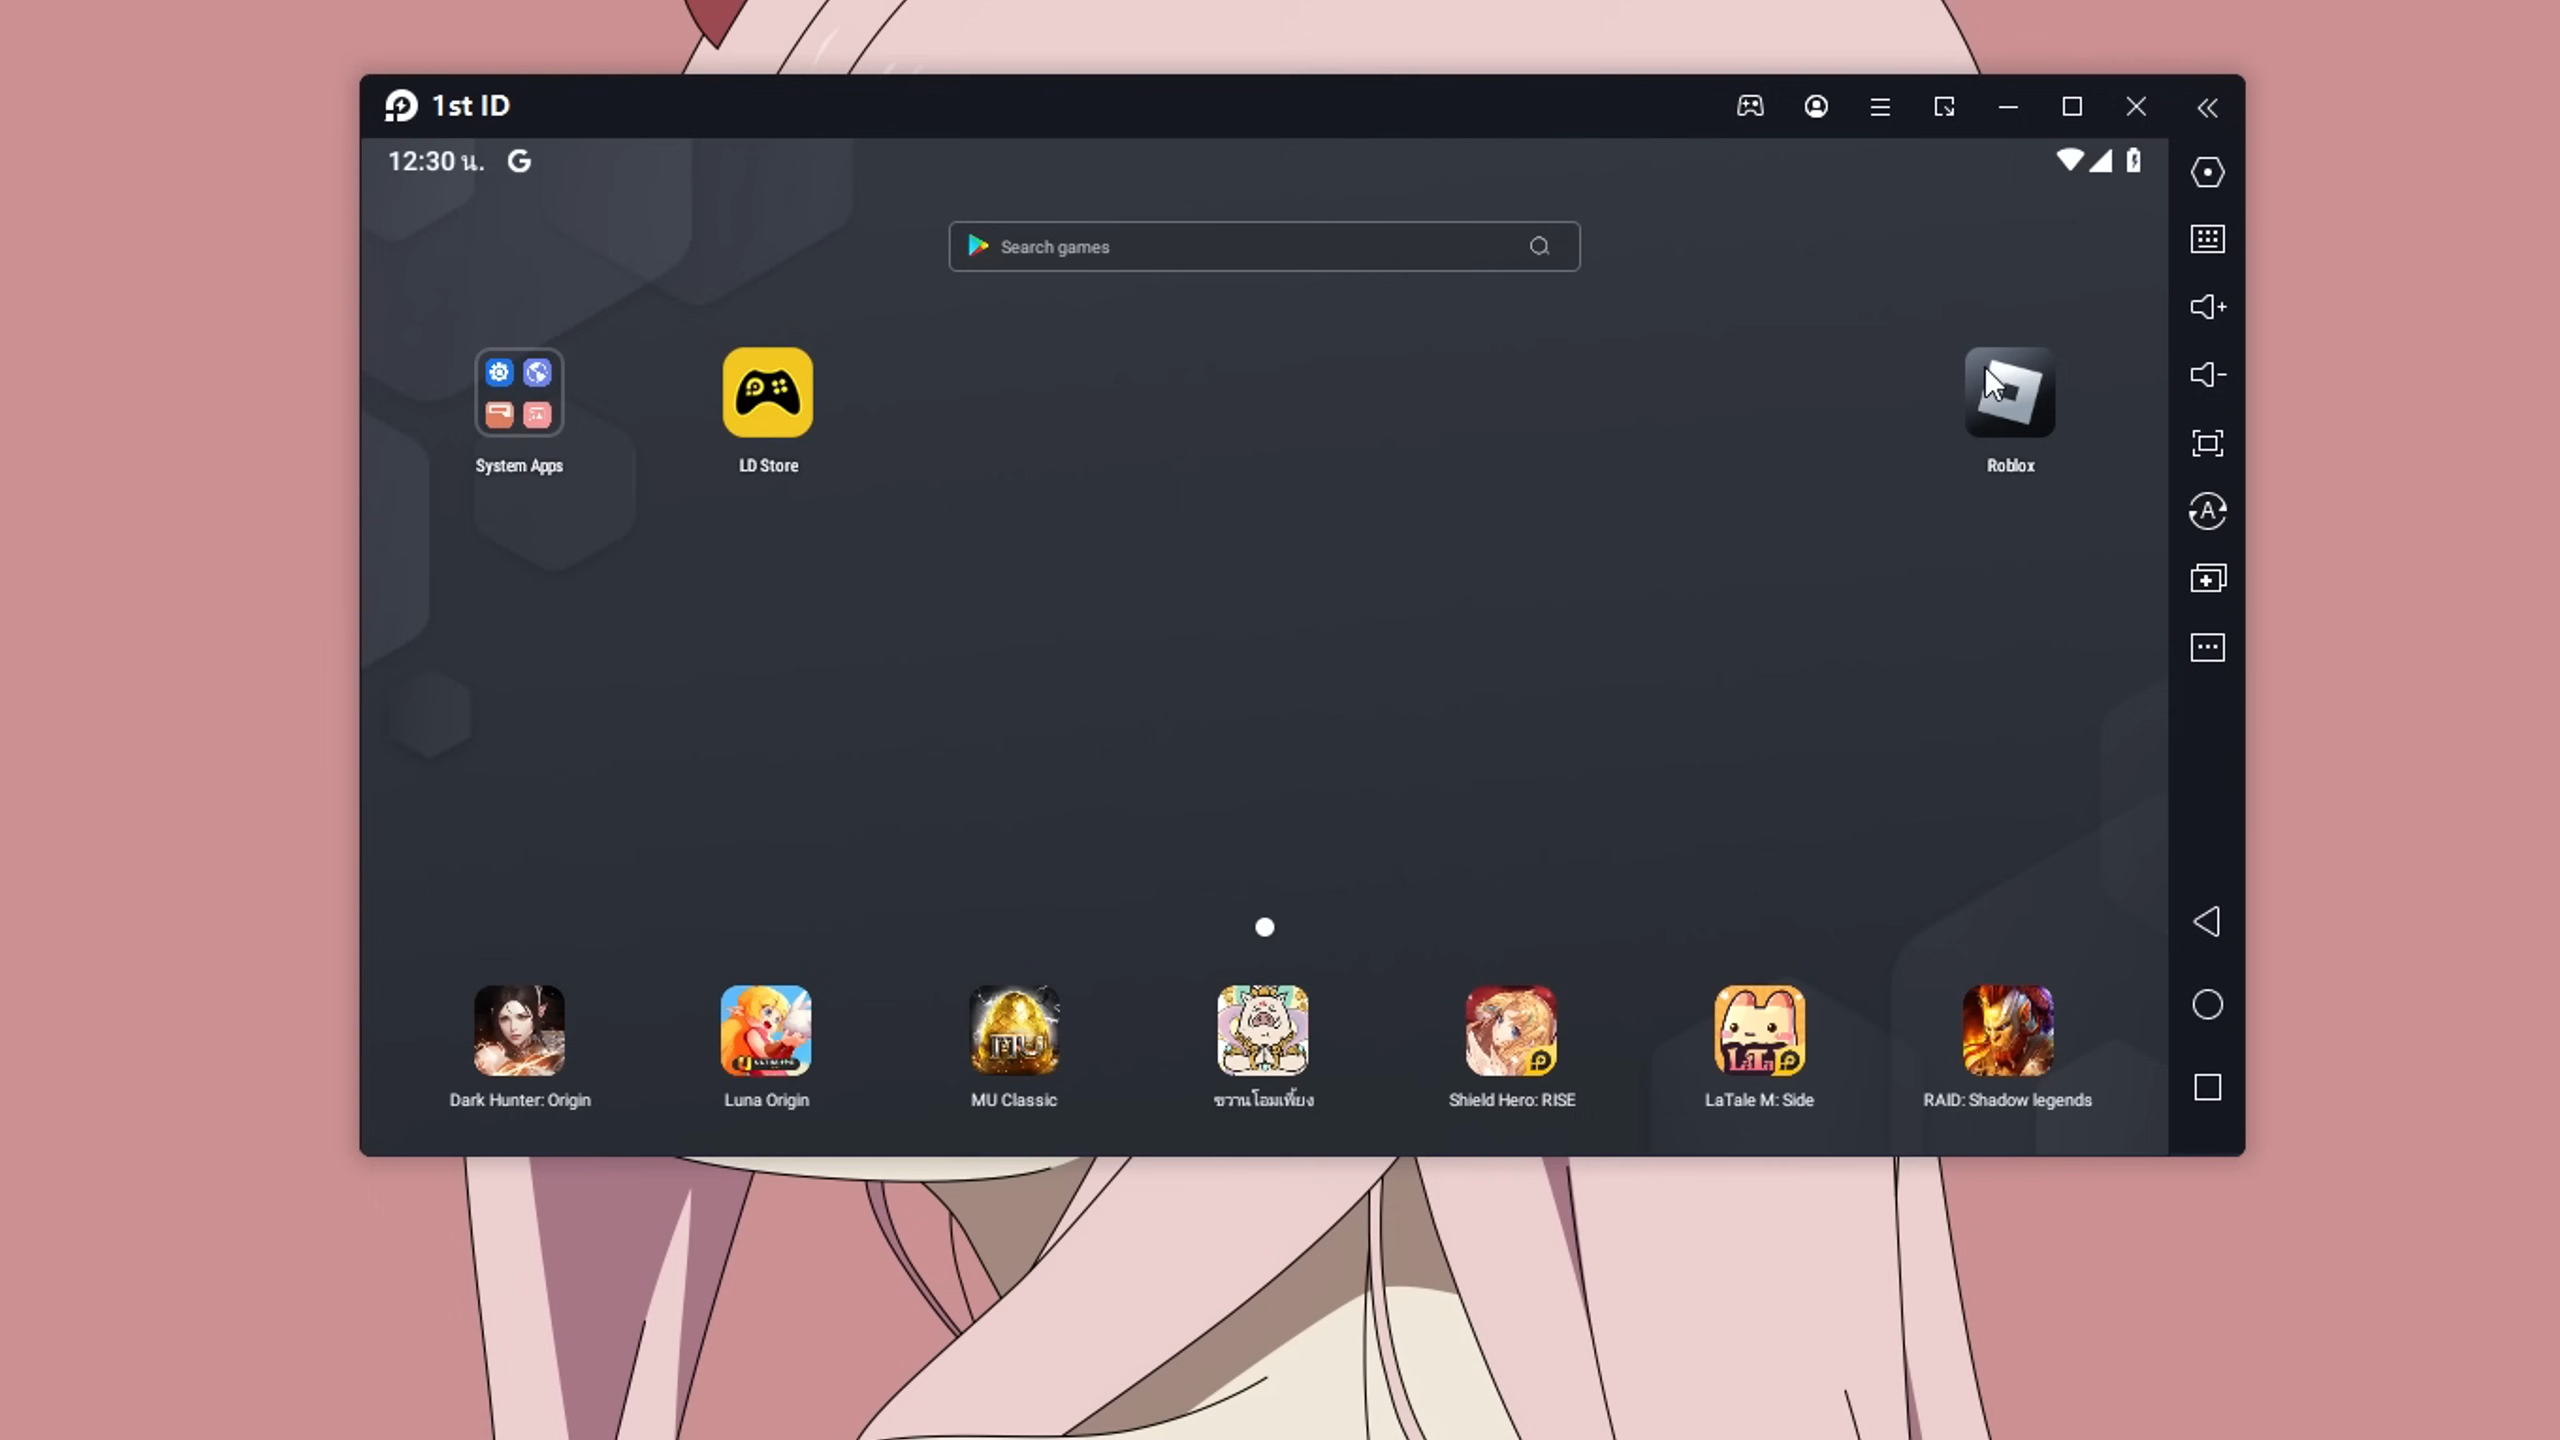 1st ID
12:30 น.
Search games
System Apps
LD Store
Roblox
Dark Hunter: Origin
Luna Origin
MU Classic
ขวานโอมเพี้ยง
Shield Hero: RISE
LaTale M: Side
RAID: Shadow legends